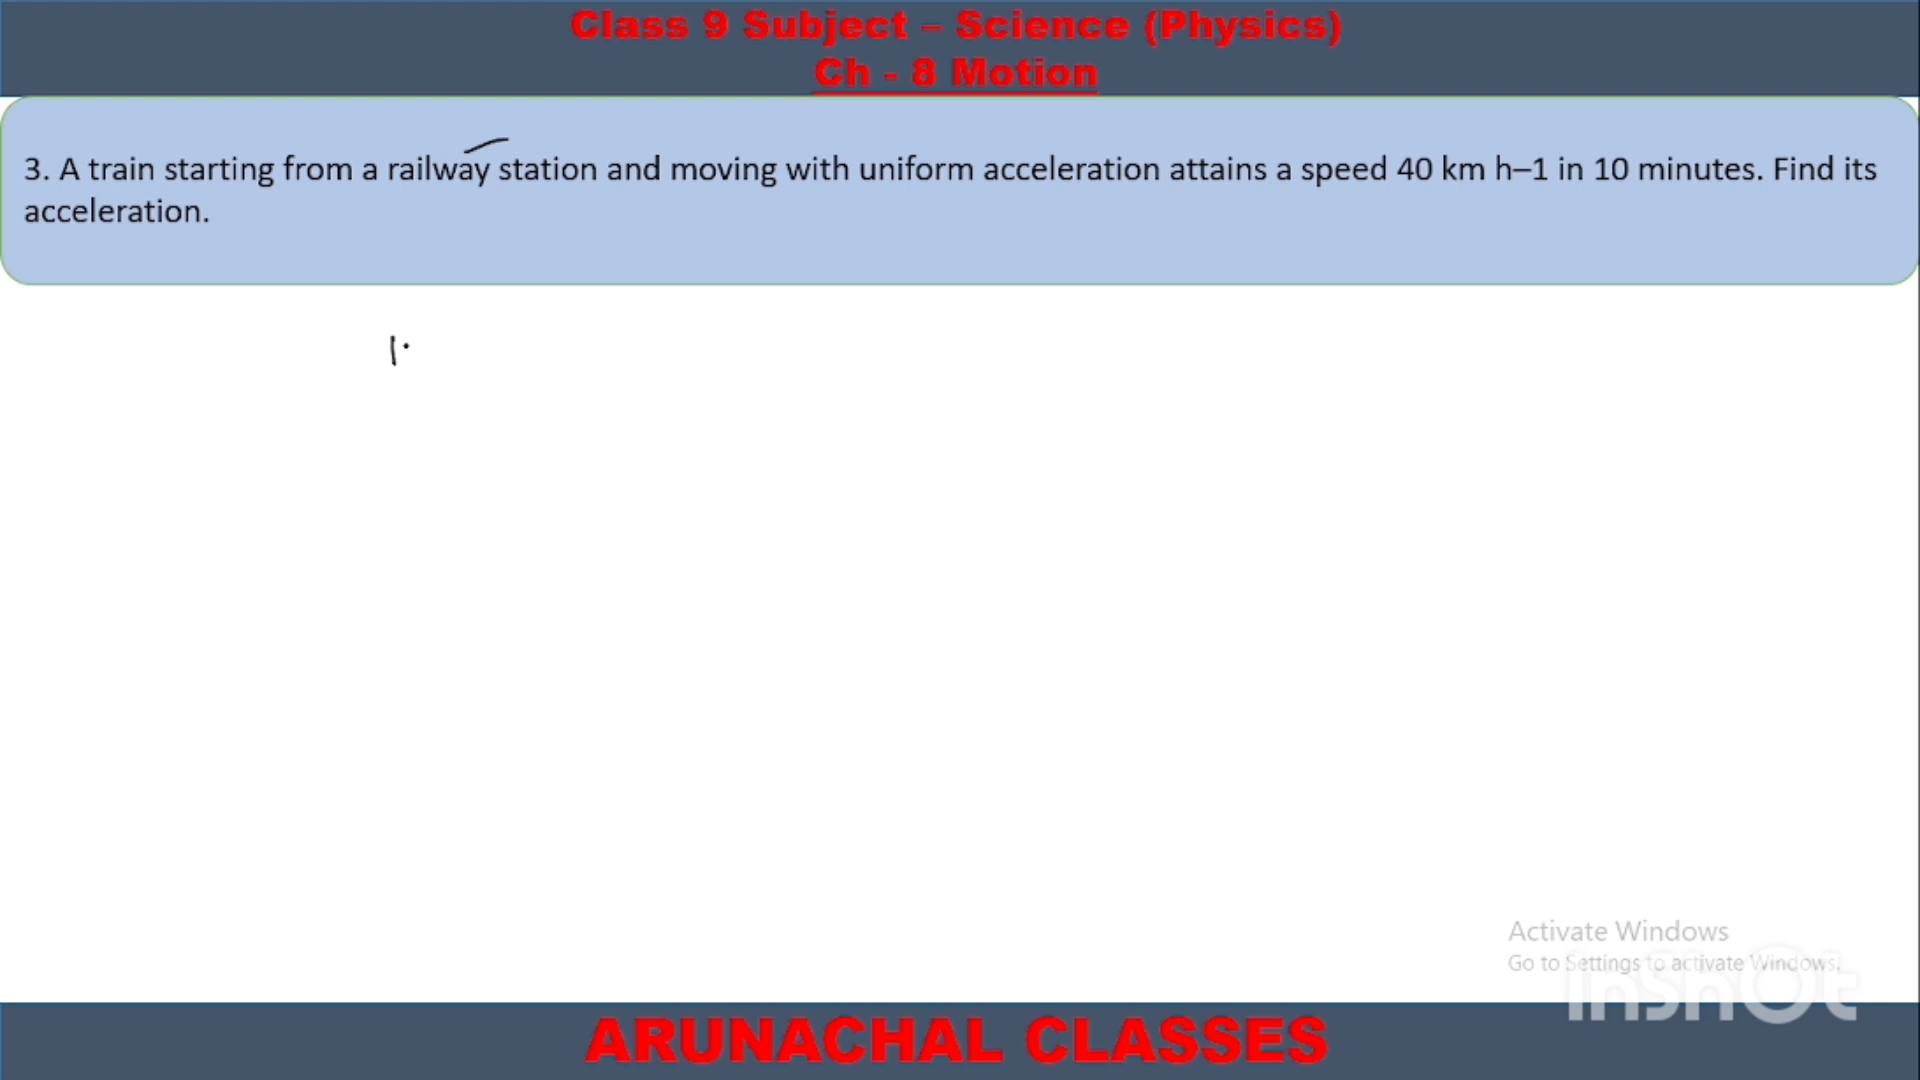 Class 9 Subject – Science (Physics)
Ch - 8 Motion
3. A train starting from a railway station and moving with uniform acceleration attains a speed 40 km h–1 in 10 minutes. Find its
acceleration.
Activate Windows
Go to Settings to activate Windows.
InShOt
ARUNACHAL CLASSES